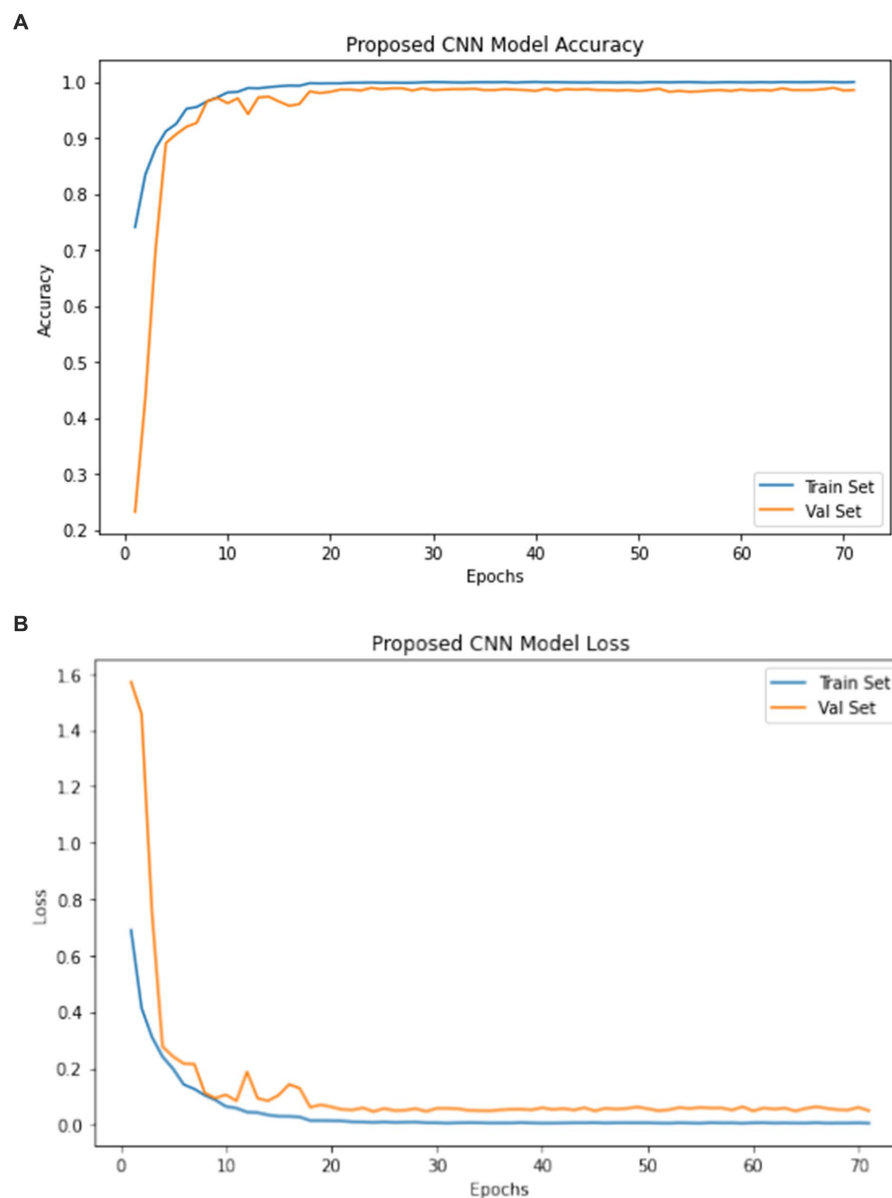 A
Proposed CNN Model Accuracy
1.0
0.9
0.8
0.7
0.6
0.5
0.4
0.3
0.2
Accuracy
Train Set
Val Set
0 10 20 30 40 50 60 70
Epochs
B
Proposed CNN Model Loss
1.6
1.4
1.2
1.0
0.8
0.6
0.4
0.2
0.0
Loss
Train Set
Val Set
0 10 20 30 40 50 60 70
Epochs